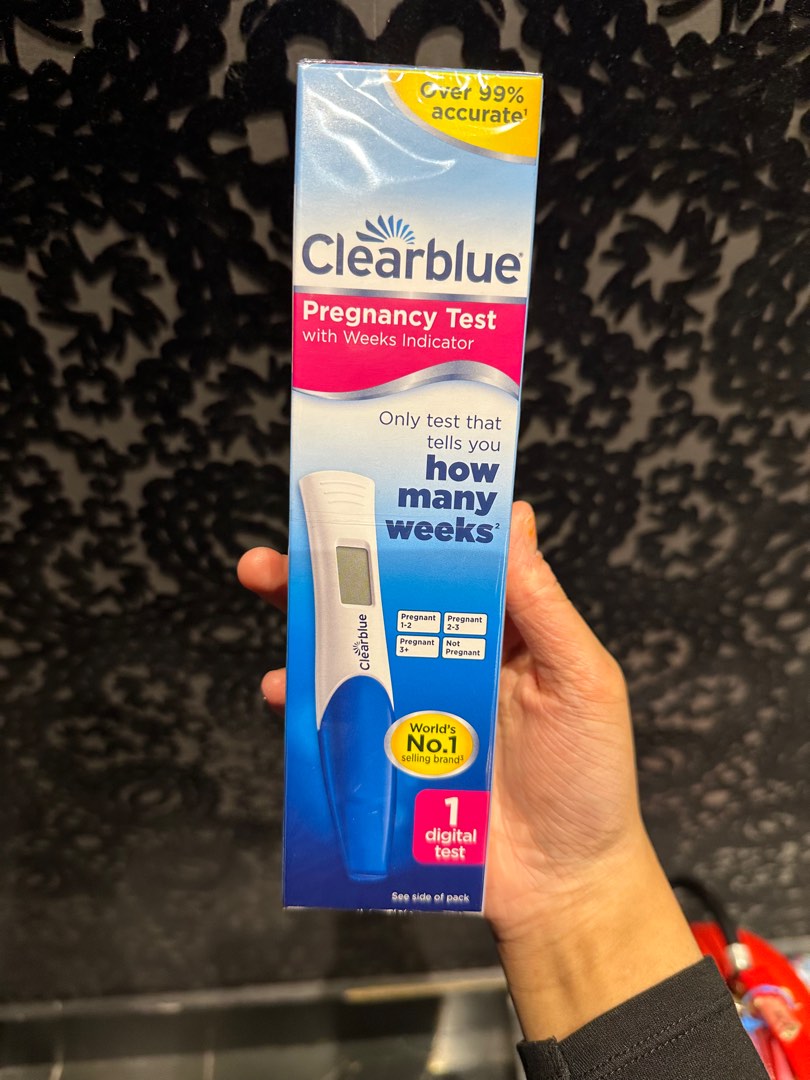 Over 99%
accurate¹
Clearblue®
Pregnancy Test
with Weeks Indicator
Only test that
tells you
how
many
weeks²
Clearblue
Pregnant
1-2
Pregnant
2-3
Pregnant
3+
Not
Pregnant
World's
No.1
selling brand³
1
digital
test
See side of pack